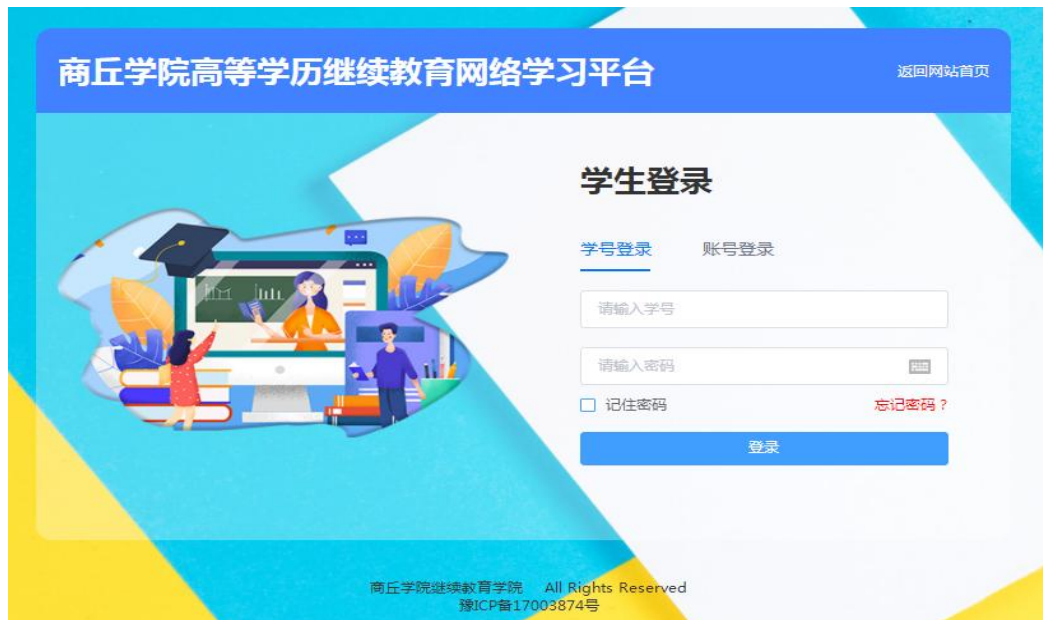 商丘学院高等学历继续教育网络学习平台
返回网站首页
学生登录
学号登录 账号登录
请输入学号
请输入密码
记住密码 忘记密码？
登录
商丘学院继续教育学院 All Rights Reserved
豫ICP备17003874号